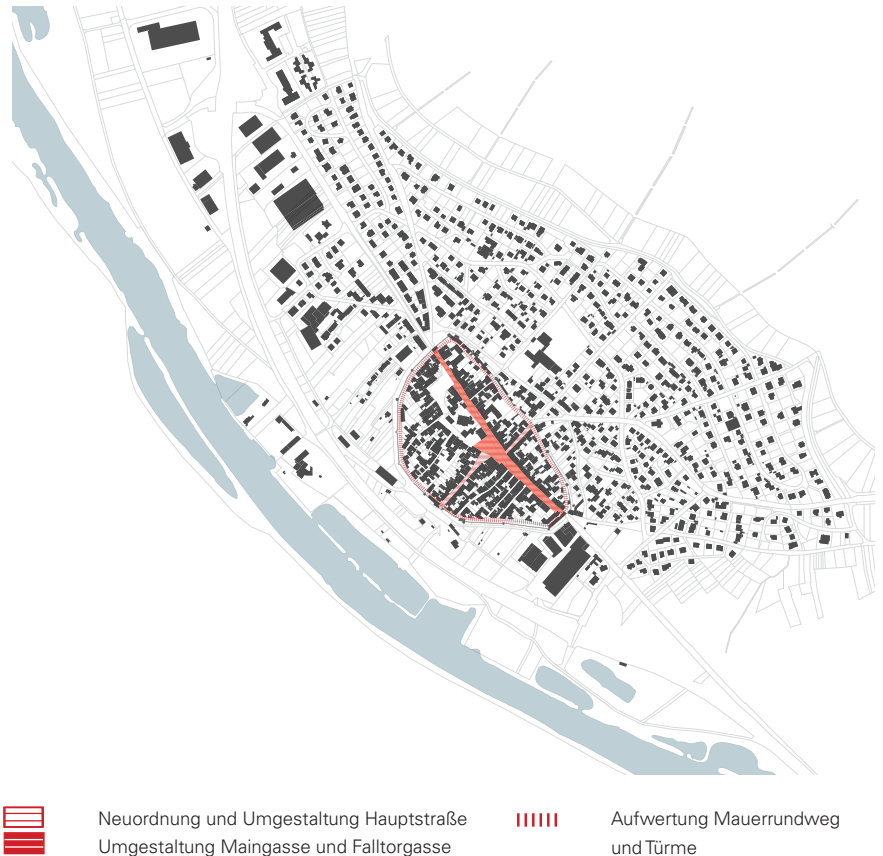 Neuordnung und Umgestaltung Hauptstraße
Umgestaltung Maingasse und Falltorgasse
Aufwertung Mauerrundweg
und Türme